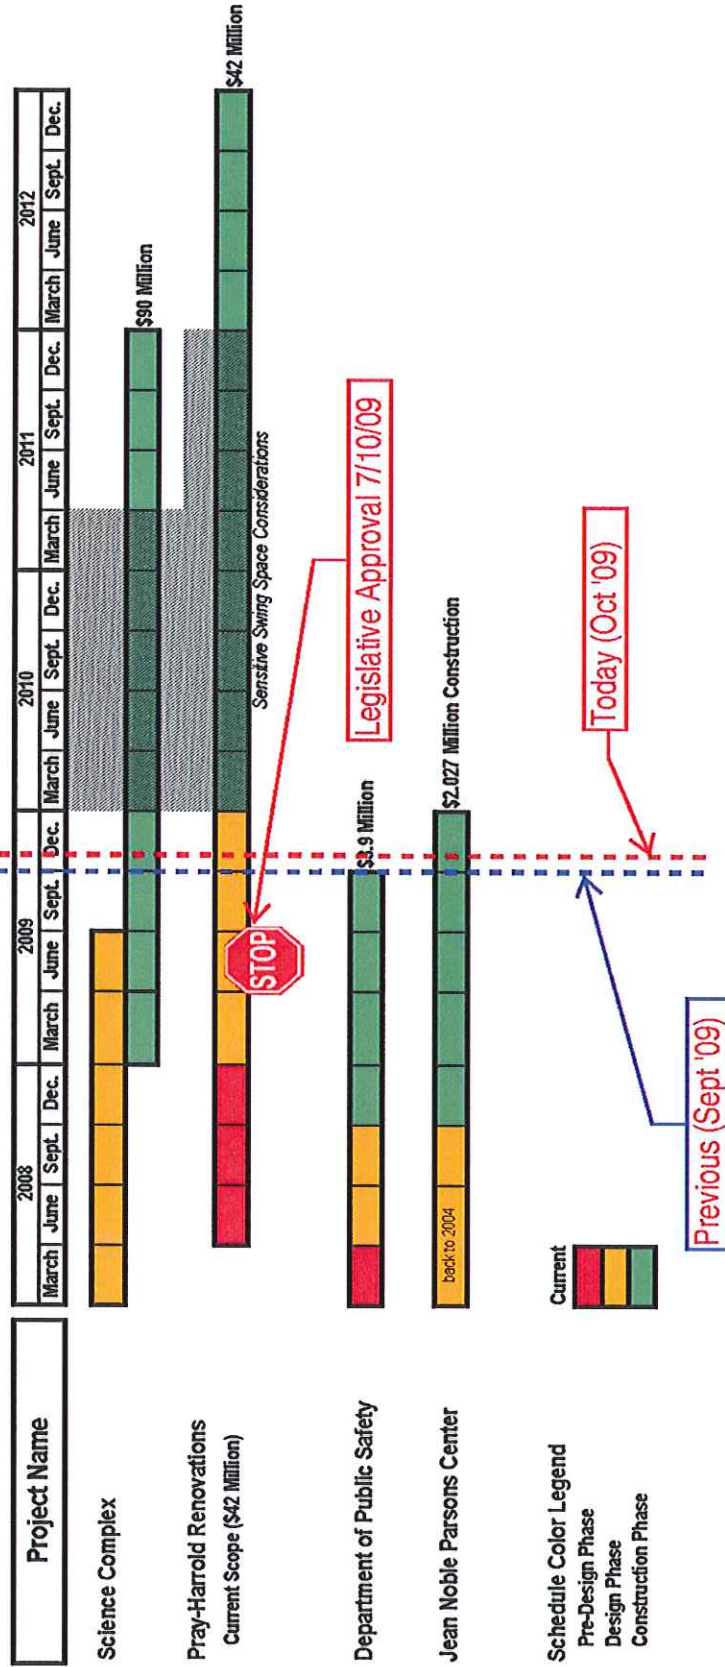 Project Name
2008 2009 2010 2011 2012
March June Sept. Dec. March June Sept. Dec. March June Sept. Dec. March June Sept. Dec. March June Sept. Dec.
Science Complex
$90 Million
Pray-Harrold Renovations
Current Scope ($42 Million)
$42 Million
STOP
Senstive Swing Space Considerations
Legislative Approval 7/10/09
Department of Public Safety
$3.9 Million
Jean Noble Parsons Center
back to 2004
$2.027 Million Construction
Schedule Color Legend
Current
Pre-Design Phase
Design Phase
Construction Phase
Today (Oct '09)
Previous (Sept '09)